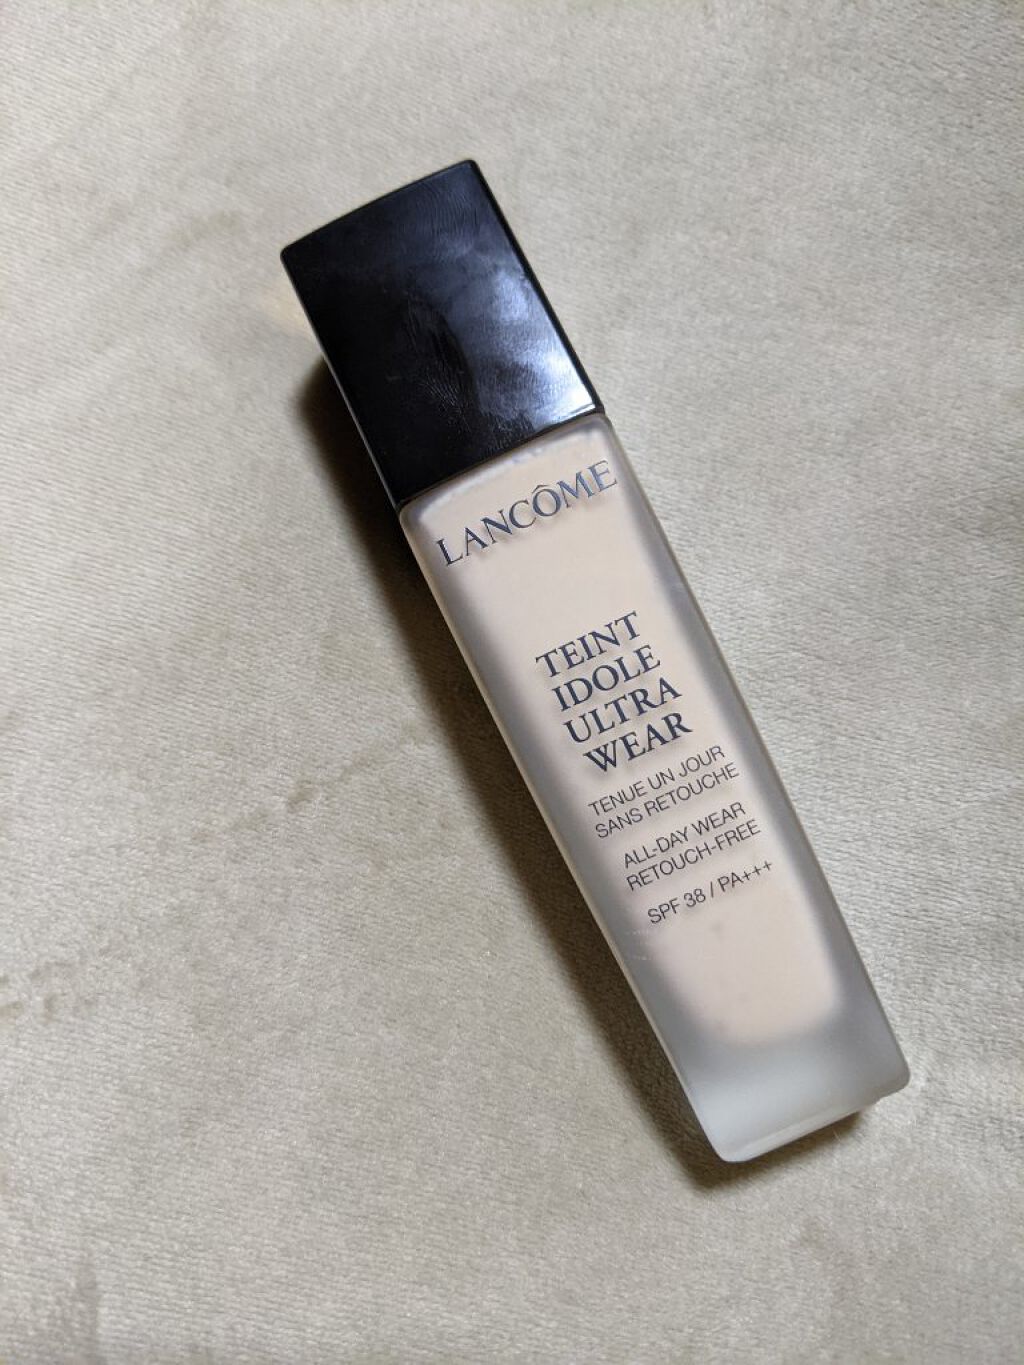 LANCÔME
TEINT
IDOLE
ULTRA
WEAR
TENUE UN JOUR
SANS RETOUCHE
ALL-DAY WEAR
RETOUCH-FREE
SPF 38 / PA+++